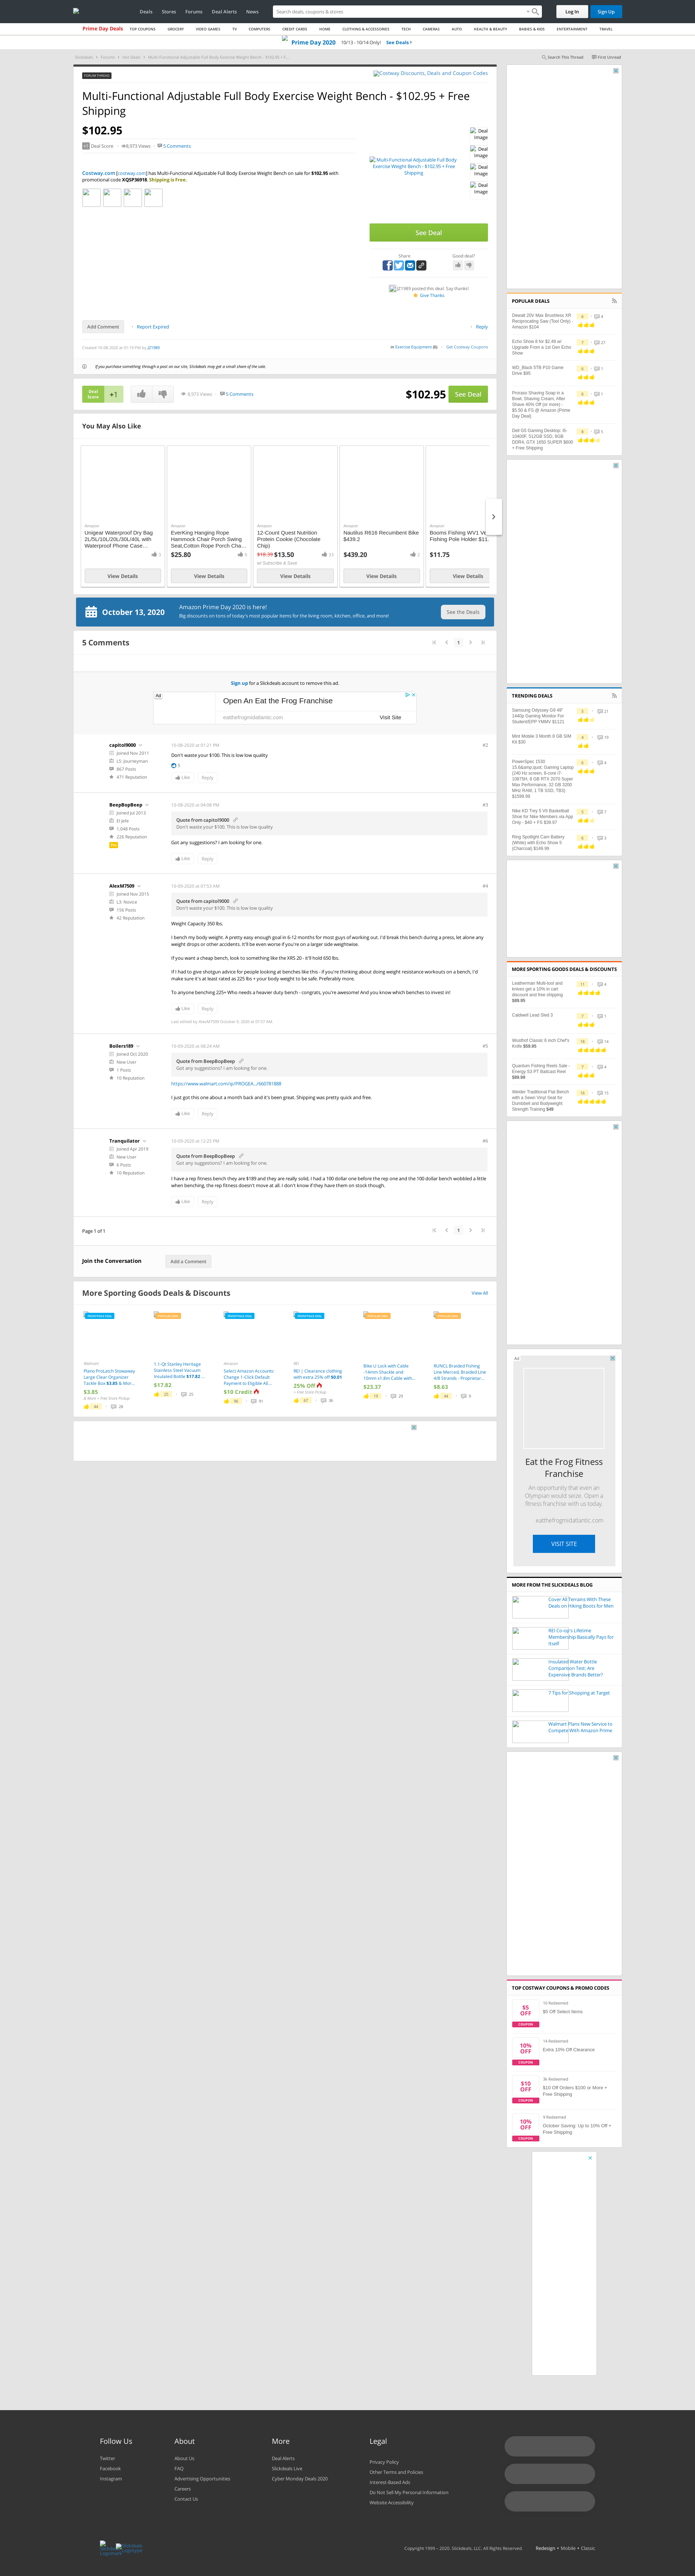 Deals
Stores
Forums
Deal Alerts
News
Search deals, coupons & stores
Log In
Sign Up
Prime Day Deals
TOP COUPONS
GROCERY
VIDEO GAMES
TV
COMPUTERS
CREDIT CARDS
HOME
CLOTHING & ACCESSORIES
TECH
CAMERAS
AUTO
HEALTH & BEAUTY
BABIES & KIDS
ENTERTAINMENT
TRAVEL
Prime Day 2020
10/13 - 10/14 Only!
See Deals
Slickdeals > Forums > Hot Deals > Multi-Functional Adjustable Full Body Exercise Weight Bench - $102.95 + F...
Search This Thread
First Unread
FORUM THREAD
Costway Discounts, Deals and Coupon Codes
Multi-Functional Adjustable Full Body Exercise Weight Bench - $102.95 + Free Shipping
$102.95
+1 Deal Score
8,973 Views
5 Comments
Costway.com [costway.com] has Multi-Functional Adjustable Full Body Exercise Weight Bench on sale for $102.95 with
promotional code XQSP36918. Shipping is Free.
Deal Image
Deal Image
Deal Image
Deal Image
Multi-Functional Adjustable Full Body Exercise Weight Bench - $102.95 + Free Shipping
See Deal
Share
Good deal?
JZ1989 posted this deal. Say thanks!
Give Thanks
Add Comment
Report Expired
Reply
Created 10-08-2020 at 01:16 PM by JZ1989
in Exercise Equipment (6)
Get Costway Coupons
If you purchase something through a post on our site, Slickdeals may get a small share of the sale.
Deal Score
+1
8,973 Views
5 Comments
$102.95
See Deal
You May Also Like
Amazon
Unigear Waterproof Dry Bag 2L/5L/10L/20L/30L/40L with Waterproof Phone Case...
3
View Details
Amazon
EverKing Hanging Rope Hammock Chair Porch Swing Seat,Cotton Rope Porch Cha...
$25.80
View Details
Amazon
12-Count Quest Nutrition Protein Cookie (Chocolate Chip)
$18.39 $13.50
w/ Subscribe & Save
View Details
Amazon
Nautilus R616 Recumbent Bike $439.2
$439.20
View Details
Amazon
Booms Fishing WV1 Ve
Fishing Pole Holder $11.
$11.75
View Details
October 13, 2020
Amazon Prime Day 2020 is here!
Big discounts on tons of today's most popular items for the living room, kitchen, office, and more!
See the Deals
5 Comments
1
Sign up for a Slickdeals account to remove this ad.
Ad
Open An Eat the Frog Franchise
eatthefrogmidatlantic.com
Visit Site
capitol9000
Joined Nov 2011
L5: Journeyman
867 Posts
471 Reputation
10-08-2020 at 01:21 PM
#2
Don't waste your $100. This is low low quality
1
Like
Reply
BeepBopBeep
Joined Jul 2013
El Jefe
1,048 Posts
226 Reputation
Pro
10-08-2020 at 04:08 PM
#3
Quote from capitol9000
Don't waste your $100. This is low low quality
Got any suggestions? I am looking for one.
Like
Reply
AlexM7509
Joined Nov 2015
L3: Novice
156 Posts
42 Reputation
10-09-2020 at 07:53 AM
#4
Quote from capitol9000
Don't waste your $100. This is low low quality
Weight Capacity 350 lbs.
I bench my body weight. A pretty easy enough goal in 6-12 months for most guys of working out. I'd break this bench during a press, let alone any weight drops or other accidents. It'll be even worse if you're on a larger side weightwise.
If you want a cheap bench, look to something like the XRS 20 - it'll hold 650 lbs.
If I had to give shotgun advice for people looking at benches like this - if you're thinking about doing weight resistance workouts on a weight bench, I'd make sure it's at least rated as 225 lbs + your body weight to be safe. Preferably more.
To anyone benching 225+ Who needs a heavier duty bench - congrats, you're awesome! And you know which benches to invest in!
Like
Reply
Last edited by AlexM7509 October 9, 2020 at 07:57 AM.
Boilers189
Joined Oct 2020
New User
1 Posts
10 Reputation
10-09-2020 at 08:24 AM
#5
Quote from BeepBopBeep
Got any suggestions? I am looking for one.
https://www.walmart.com/ip/PROGEA.../660781888
I just got this one about a month back and it has been great. Shipping was pretty quick and free.
Like
Reply
Tranquilator
Joined Apr 2019
New User
6 Posts
10 Reputation
10-09-2020 at 12:25 PM
#6
Quote from BeepBopBeep
Got any suggestions? I am looking for one.
I have a rep fitness bench they are $189 and they are really solid, I had a 100 dollar one before the rep one and the 100 dollar bench wobbled a little when benching, the rep fitness doesn't move at all. I don't know if they have them on stock though.
Like
Reply
Page 1 of 1
1
Join the Conversation
Add a Comment
More Sporting Goods Deals & Discounts
View All
Walmart
Plano ProLatch Stowaway Large Clear Organizer Tackle Box $3.85 & Mor...
$3.85
& More + Free Store Pickup
44
28
1.1-Qt Stanley Heritage Stainless Steel Vacuum Insulated Bottle $17.82 ...
$17.82
25
Amazon
Select Amazon Accounts: Change 1-Click Default Payment to Eligible AE...
$10 Credit
91
REI
REI: L Clearance clothing with extra 25% off $0.01
25% Off
+ Free Store Pickup
47
36
Bike U Lock with Cable - 14mm Shackle and 10mm x1.8m Cable with...
$23.37
19
20
RUNCL Braided Fishing Line Merced, Braided Line 4/8 Strands - Proprietar...
$8.63
44
9
POPULAR DEALS
Dewalt 20V Max Brushless XR Reciprocating Saw (Tool Only) - Amazon $104
4
Echo Show 8 for $2.49 w/ Upgrade From a 1st Gen Echo Show
7
27
WD_Black 5TB P10 Game Drive $85
1
Proraso Shaving Soap in a Bowl, Shaving Cream, After Shave 40% Off (or more) - $5.50 & FS @ Amazon (Prime Day Deal)
1
Dell G5 Gaming Desktop: I5 10400F, 512GB SSD, 8GB DDR4, GTX 1650 SUPER $600 + Free Shipping
5
TRENDING DEALS
Samsung Odyssey G9 49" 1440p Gaming Monitor For Student/EPP YMMV $1121
5
21
Mint Mobile 3 Month 8 GB SIM Kit $30
19
PowerSpec 1530 15.6&amp;quot; Gaming Laptop (240 Hz screen, 8-core i7-10875H, 8 GB RTX 2070 Super Max Performance, 32 GB 3200 MHz RAM, 1 TB SSD, TB3) $1599.99
4
Nike KD Trey 5 VII Basketball Shoe for Nike Members via App Only - $40 + FS $39.97
7
Ring Spotlight Cam Battery (White) with Echo Show 5 (Charcoal) $149.99
MORE SPORTING GOODS DEALS & DISCOUNTS
Leatherman Multi-tool and knives get a 10% in cart discount and free shipping $89.95
11
4
Caldwell Lead Sled 3
7
1
Wusthof Classic 6 inch Chef's Knife $59.95
18
14
Quantum Fishing Reels Sale - Energy S3 PT Baitcast Reel $89.99
7
4
Weider Traditional Flat Bench with a Sewn Vinyl Seat for Dumbbell and Bodyweight Strength Training $49
15
Ad
Eat the Frog Fitness Franchise
An opportunity that even an Olympian would seize. Open a fitness franchise with us today.
eatthefrogmidatlantic.com
VISIT SITE
MORE FROM THE SLICKDEALS BLOG
Cover All Terrains With These Deals on Hiking Boots for Men
REI Co-op's Lifetime Membership Basically Pays for Itself
Insulated Water Bottle Comparison Test: Are Expensive Brands Better?
7 Tips for Shopping at Target
Walmart Plans New Service to Compete With Amazon Prime
TOP COSTWAY COUPONS & PROMO CODES
$5 OFF
COUPON
10 Redeemed
$5 Off Select Items
10% OFF
COUPON
14 Redeemed
Extra 10% Off Clearance
$10 OFF
COUPON
3k Redeemed
$10 Off Orders $100 or More + Free Shipping
10% OFF
COUPON
9 Redeemed
October Saving: Up to 10% Off + Free Shipping
Follow Us
Twitter
Facebook
Instagram
About
About Us
FAQ
Advertising Opportunities
Careers
Contact Us
More
Deal Alerts
Slickdeals Live
Cyber Monday Deals 2020
Legal
Privacy Policy
Other Terms and Policies
Interest-Based Ads
Do Not Sell My Personal Information
Website Accessibility
Copyright 1999 - 2020. Slickdeals, LLC. All Rights Reserved.
Redesign • Mobile • Classic